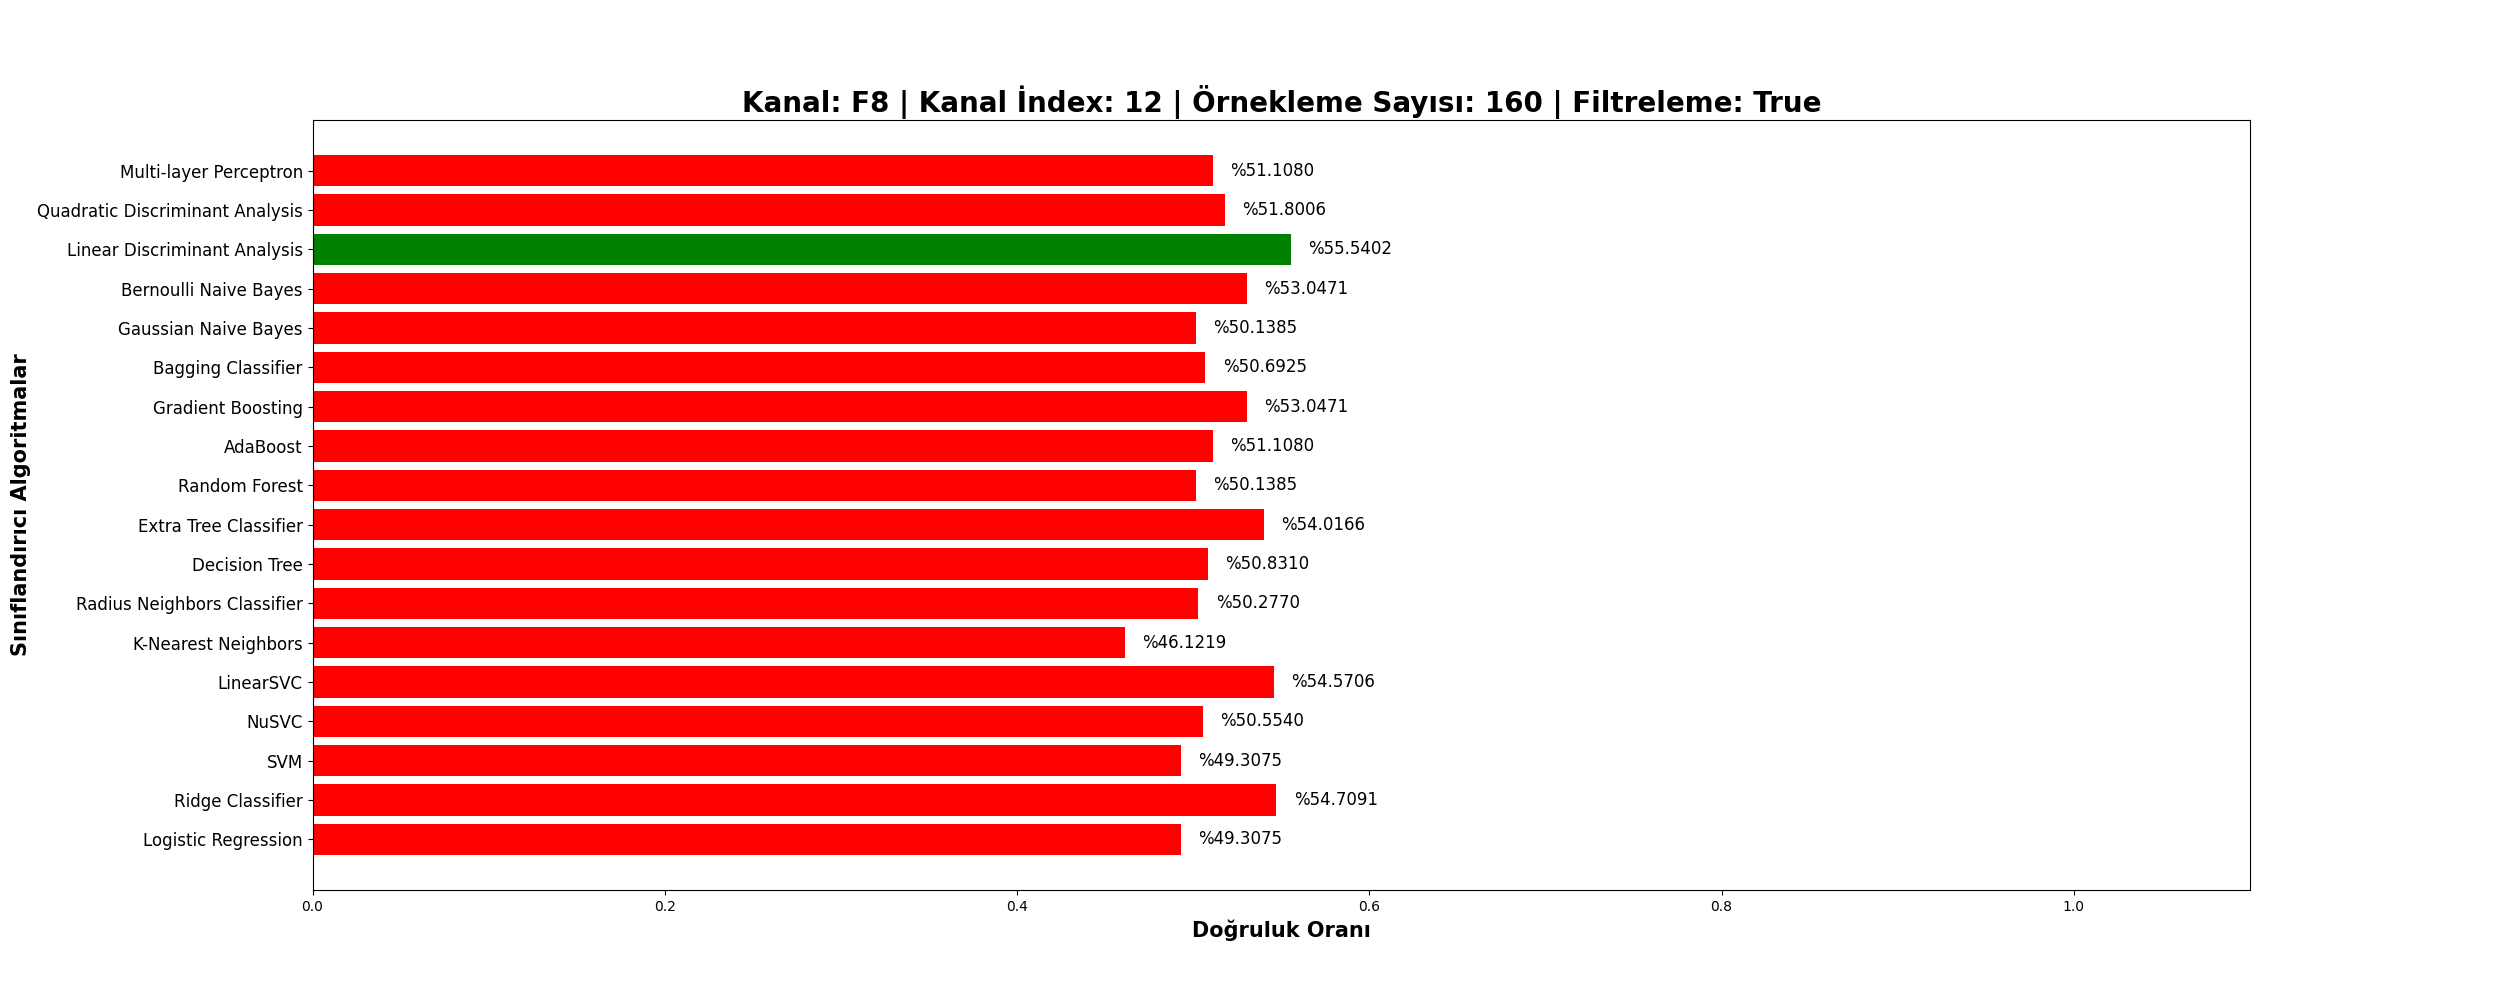 Kanal: F8 | Kanal İndex: 12 | Örnekleme Sayısı: 160 | Filtreleme: True
Sınıflandırıcı Algoritmalar
Multi-layer Perceptron %51.1080
Quadratic Discriminant Analysis %51.8006
Linear Discriminant Analysis %55.5402
Bernoulli Naive Bayes %53.0471
Gaussian Naive Bayes %50.1385
Bagging Classifier %50.6925
Gradient Boosting %53.0471
AdaBoost %51.1080
Random Forest %50.1385
Extra Tree Classifier %54.0166
Decision Tree %50.8310
Radius Neighbors Classifier %50.2770
K-Nearest Neighbors %46.1219
LinearSVC %54.5706
NuSVC %50.5540
SVM %49.3075
Ridge Classifier %54.7091
Logistic Regression %49.3075
0.0 0.2 0.4 0.6 0.8 1.0
Doğruluk Oranı